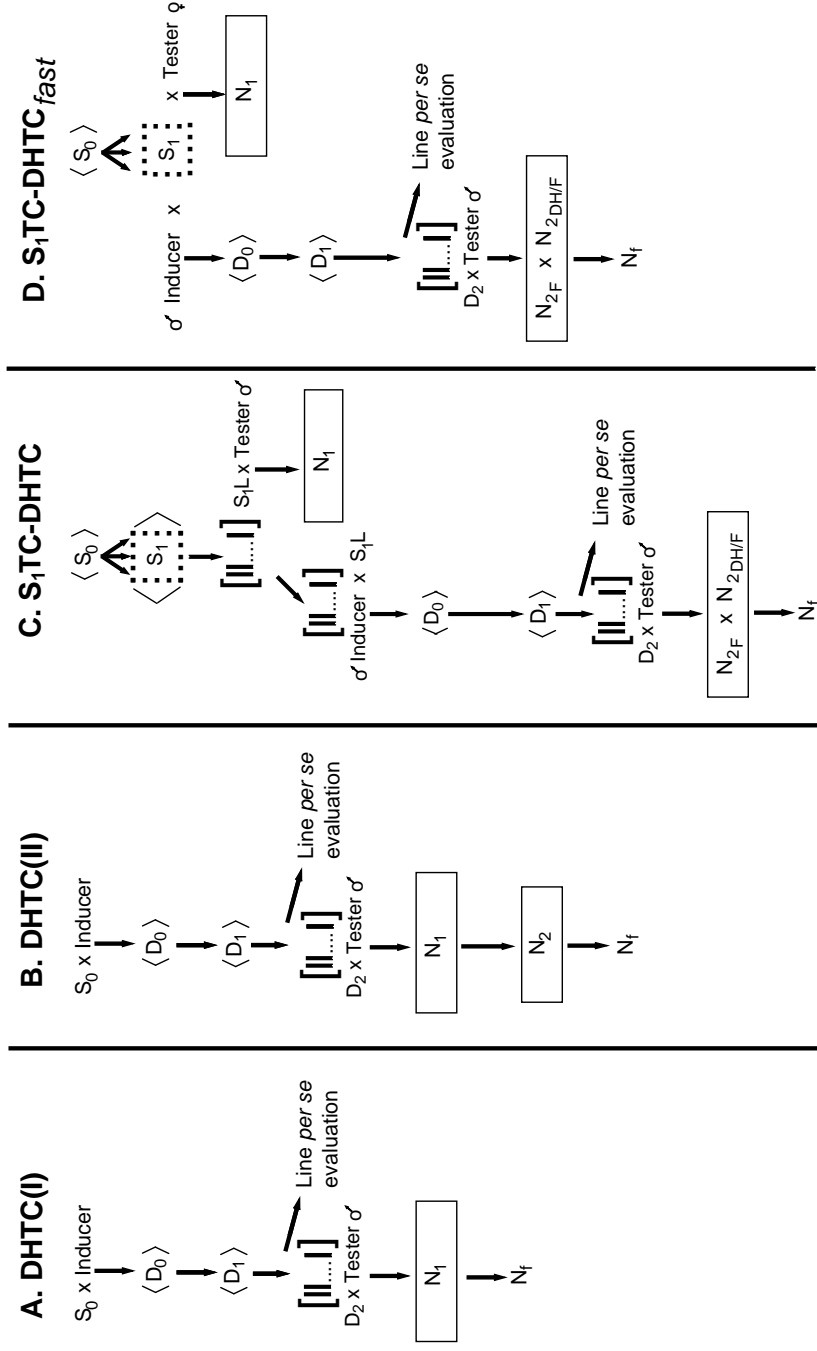 A. DHTC(I)
S₀ x Inducer
⟨D₀⟩
⟨D₁⟩
Line per se
evaluation
D₂ x Tester ♂
N₁
Nf
B. DHTC(II)
S₀ x Inducer
⟨D₀⟩
⟨D₁⟩
Line per se
evaluation
D₂ x Tester ♂
N₁
N₂
Nf
C. S₁TC-DHTC
⟨S₀⟩
⟨S₁⟩
S₁L x Tester ♂
N₁
♂ Inducer x S₁L
⟨D₀⟩
⟨D₁⟩
Line per se
evaluation
D₂ x Tester ♂
N₂F x N₂DH/F
Nf
D. S₁TC-DHTCfast
⟨S₀⟩
♂ Inducer x S₁ x Tester ♀
N₁
⟨D₀⟩
⟨D₁⟩
Line per se
evaluation
D₂ x Tester ♂
N₂F x N₂DH/F
Nf